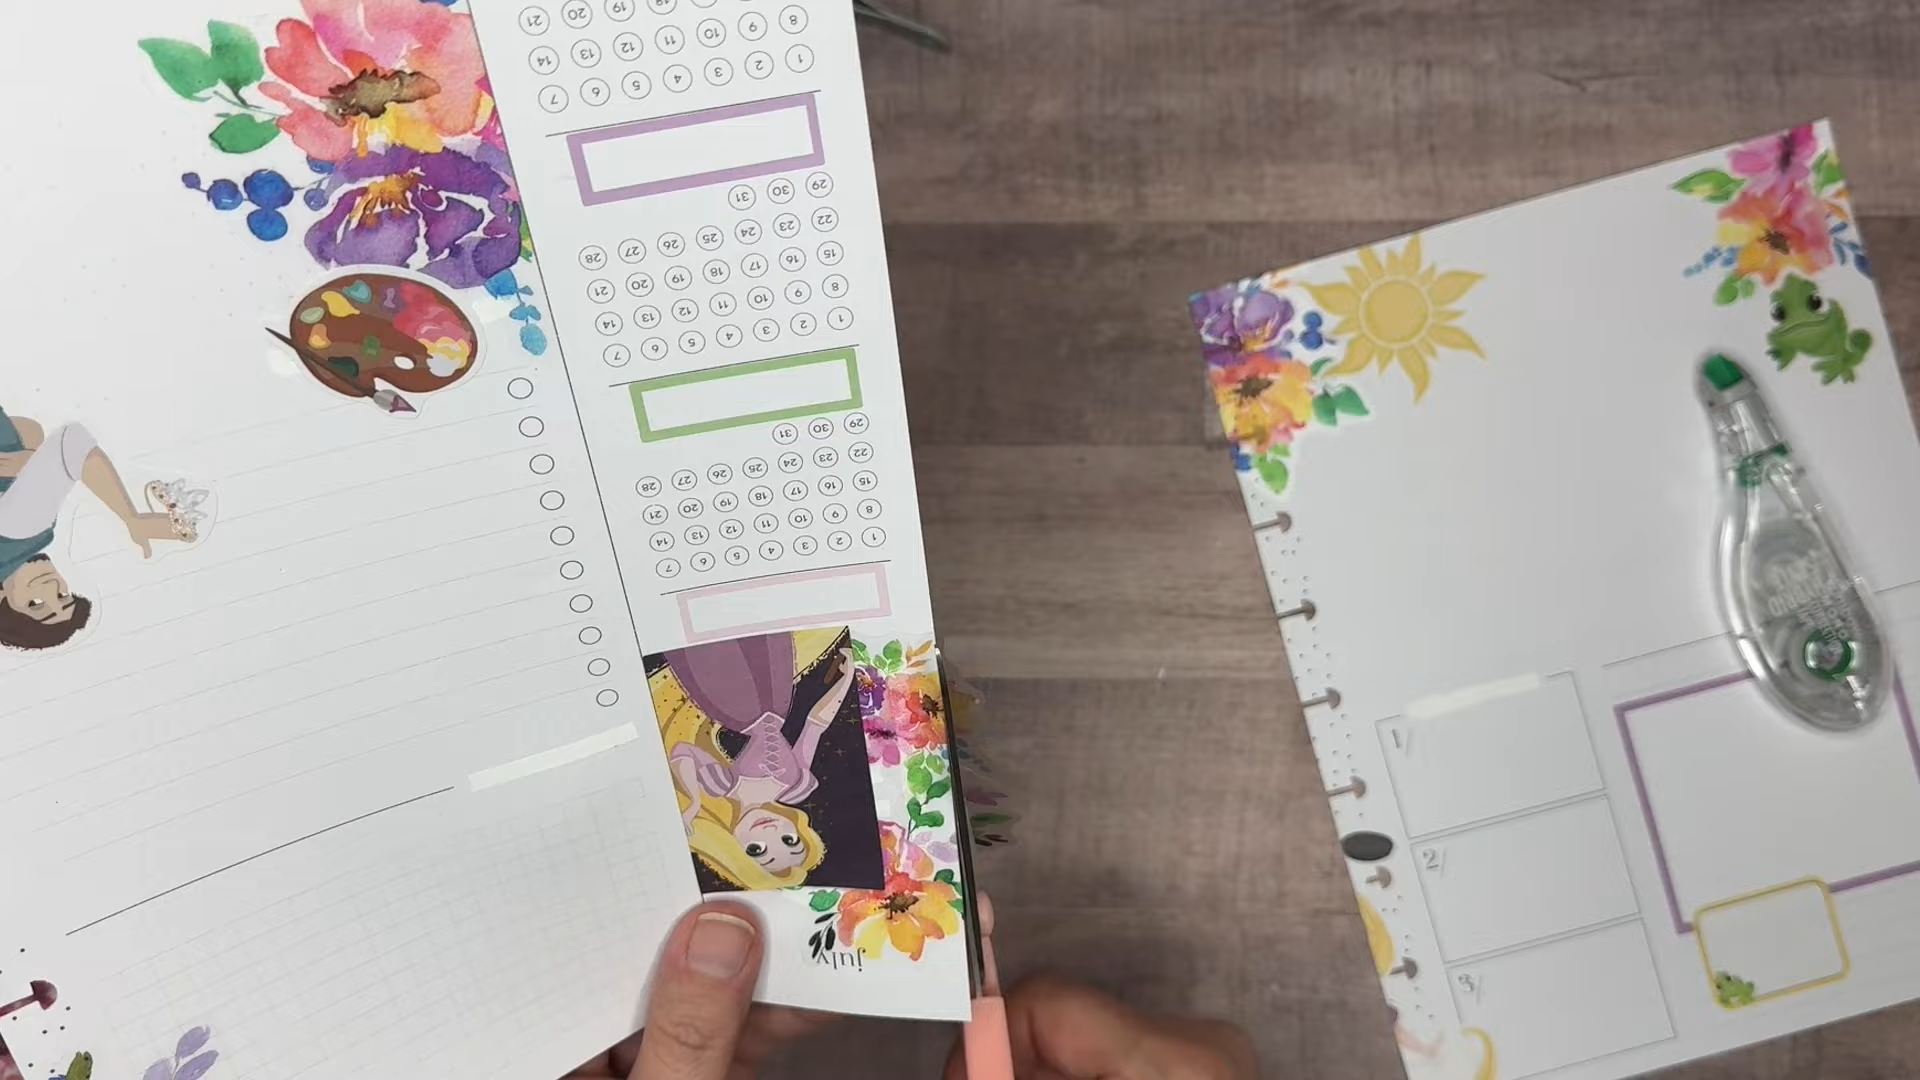 july
1 2 3 4 5 6 7
8 9 10 11 12 13 14
15 16 17 18 19 20 21
22 23 24 25 26 27 28
29 30 31
1 2 3 4 5 6 7
8 9 10 11 12 13 14
15 16 17 18 19 20 21
22 23 24 25 26 27 28
29 30 31
1 2 3 4 5 6 7
8 9 10 11 12 13 14
18 19 20 21
1/
2/
3/